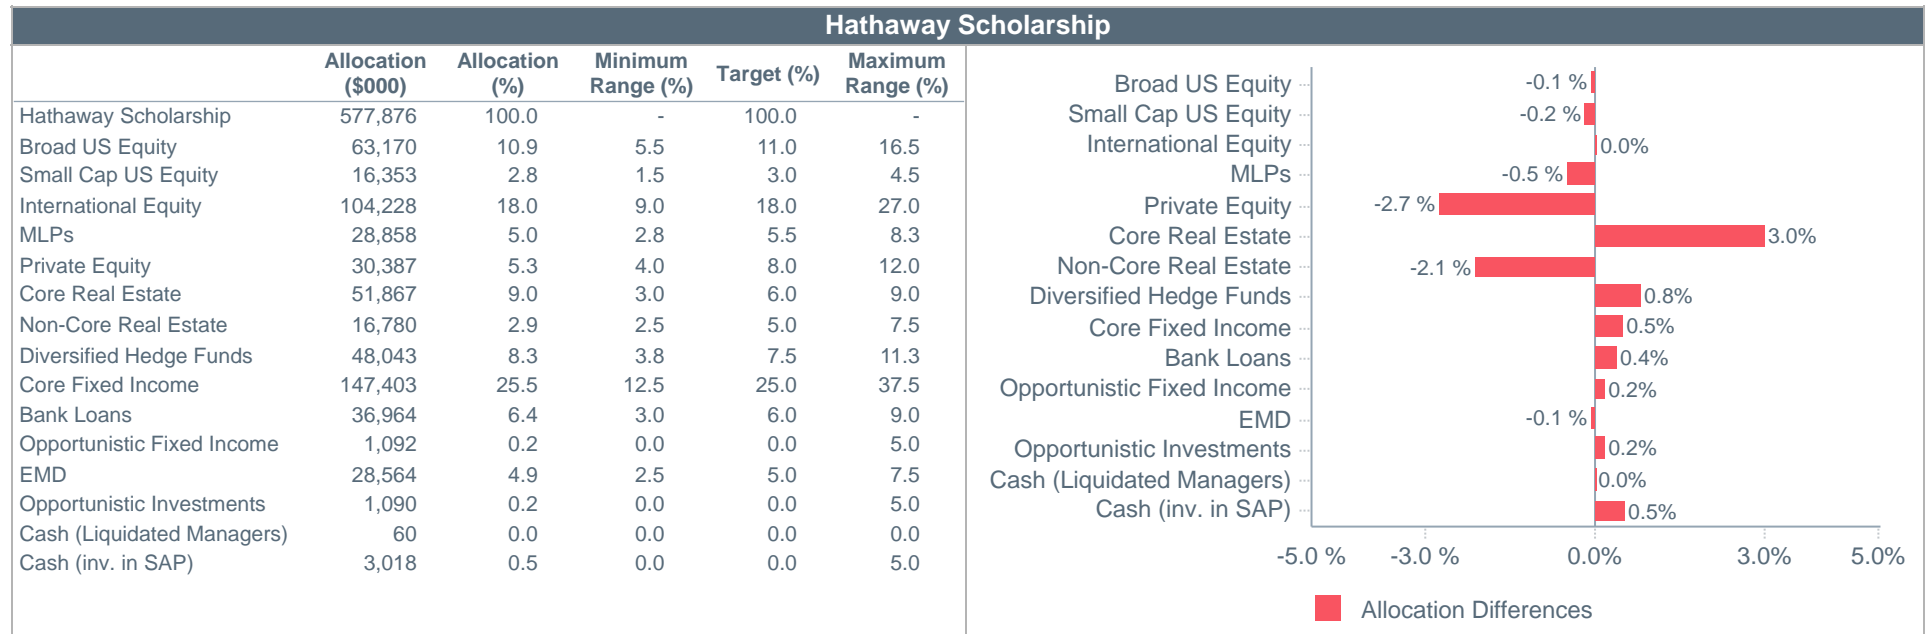 Hathaway Scholarship
Allocation ($000) Allocation (%) Minimum Range (%) Target (%) Maximum Range (%)
Hathaway Scholarship 577,876 100.0 - 100.0 -
Broad US Equity 63,170 10.9 5.5 11.0 16.5
Small Cap US Equity 16,353 2.8 1.5 3.0 4.5
International Equity 104,228 18.0 9.0 18.0 27.0
MLPs 28,858 5.0 2.8 5.5 8.3
Private Equity 30,387 5.3 4.0 8.0 12.0
Core Real Estate 51,867 9.0 3.0 6.0 9.0
Non-Core Real Estate 16,780 2.9 2.5 5.0 7.5
Diversified Hedge Funds 48,043 8.3 3.8 7.5 11.3
Core Fixed Income 147,403 25.5 12.5 25.0 37.5
Bank Loans 36,964 6.4 3.0 6.0 9.0
Opportunistic Fixed Income 1,092 0.2 0.0 0.0 5.0
EMD 28,564 4.9 2.5 5.0 7.5
Opportunistic Investments 1,090 0.2 0.0 0.0 5.0
Cash (Liquidated Managers) 60 0.0 0.0 0.0 0.0
Cash (inv. in SAP) 3,018 0.5 0.0 0.0 5.0
Broad US Equity -0.1 %
Small Cap US Equity -0.2 %
International Equity 0.0%
MLPs -0.5 %
Private Equity -2.7 %
Core Real Estate 3.0%
Non-Core Real Estate -2.1 %
Diversified Hedge Funds 0.8%
Core Fixed Income 0.5%
Bank Loans 0.4%
Opportunistic Fixed Income 0.2%
EMD -0.1 %
Opportunistic Investments 0.2%
Cash (Liquidated Managers) 0.0%
Cash (inv. in SAP) 0.5%
-5.0 % -3.0 % 0.0% 3.0% 5.0%
Allocation Differences